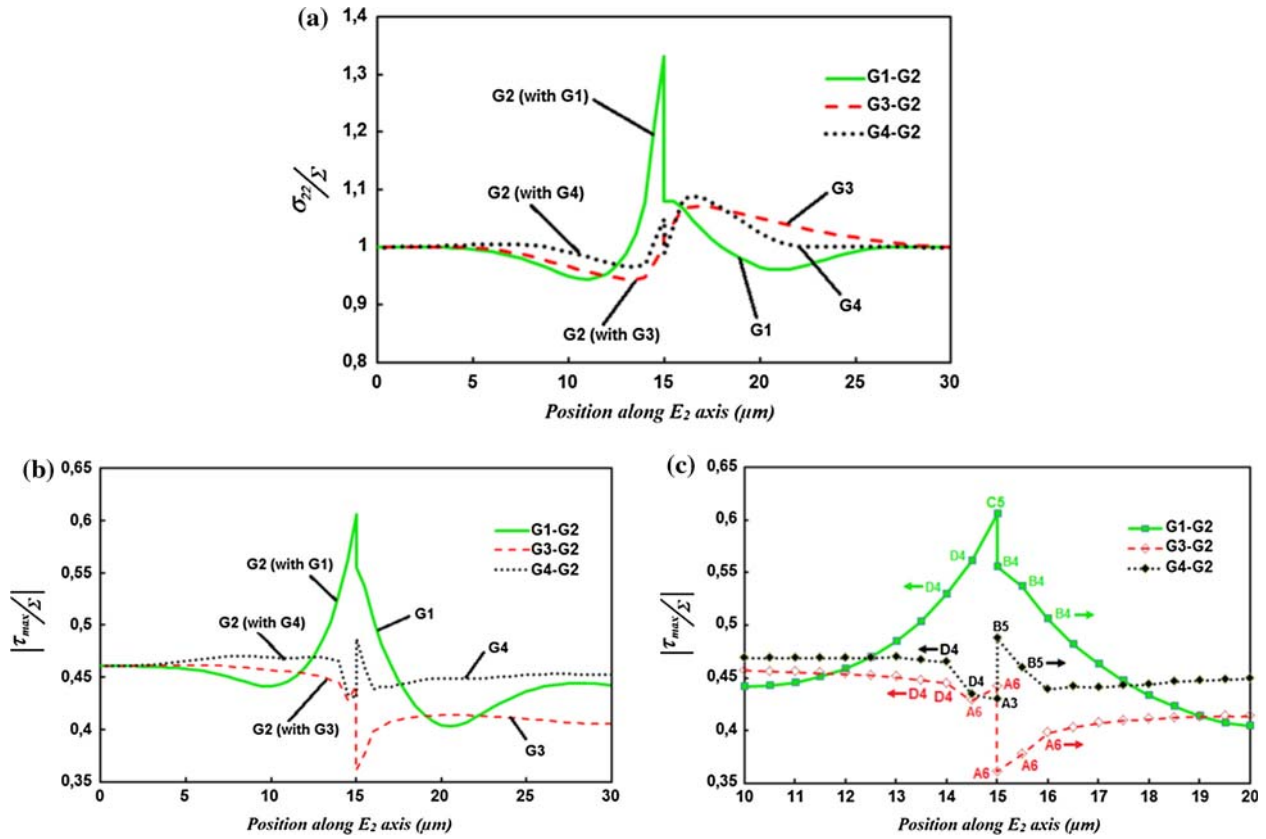 (a)
1,4
1,3
1,2
1,1
1
0,9
0,8
σ22/Σ
G2 (with G1)
G2 (with G4)
G2 (with G3)
G3
G4
G1
G1-G2
G3-G2
G4-G2
0 5 10 15 20 25 30
Position along E2 axis (μm)
(b)
0,65
0,6
0,55
0,5
0,45
0,4
0,35
|τmax/Σ|
G2 (with G1)
G2 (with G4)
G2 (with G3)
G1
G4
G3
G1-G2
G3-G2
G4-G2
0 5 10 15 20 25 30
Position along E2 axis (μm)
(c)
0,65
0,6
0,55
0,5
0,45
0,4
0,35
|τmax/Σ|
C5
D4
D4
B4
B4
B4
D4
D4
A3
B5
B5
D4
D4
A6
A6
A6
A6
A6
G1-G2
G3-G2
G4-G2
10 11 12 13 14 15 16 17 18 19 20
Position along E2 axis (μm)